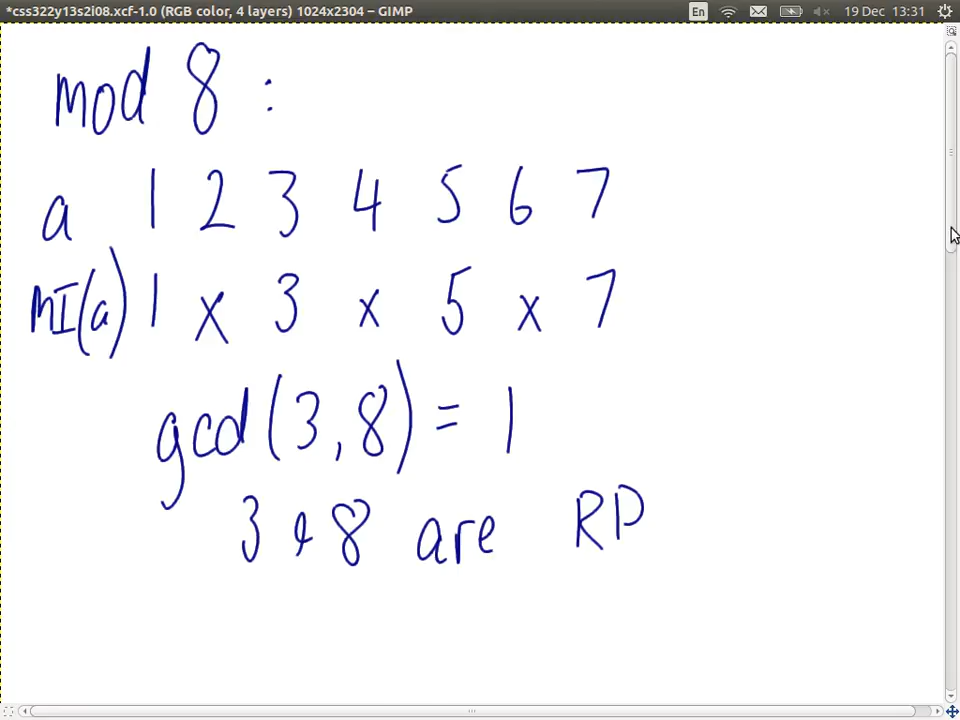 *css322y13s2i08.xcf-1.0 (RGB color, 4 layers) 1024x2304 – GIMP En 19 Dec 13:31
mod 8 :
a 1 2 3 4 5 6 7
MI(a) 1 x 3 x 5 x 7
gcd(3,8) = 1
3 & 8 are RP